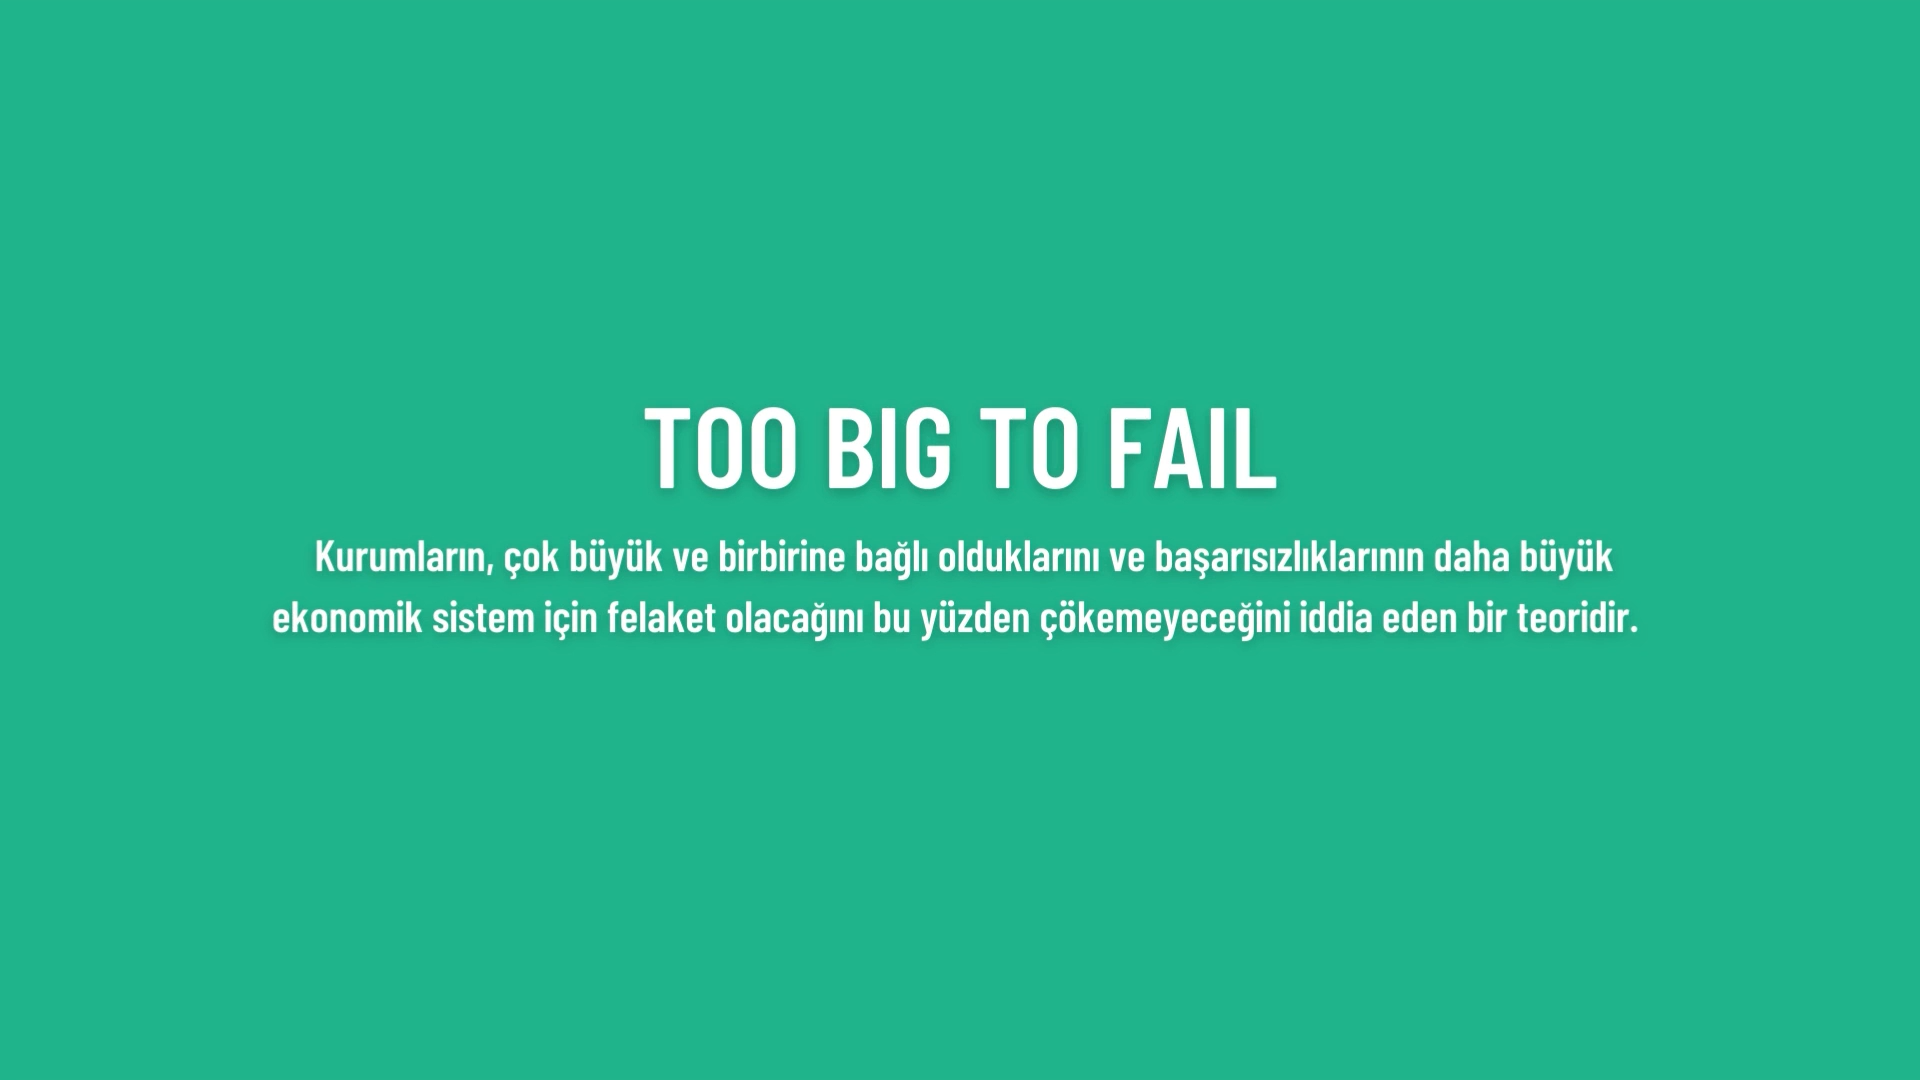 TOO BIG TO FAIL
Kurumların, çok büyük ve birbirine bağlı olduklarını ve başarısızlıklarının daha büyük
ekonomik sistem için felaket olacağını bu yüzden çökemeyeceğini iddia eden bir teoridir.